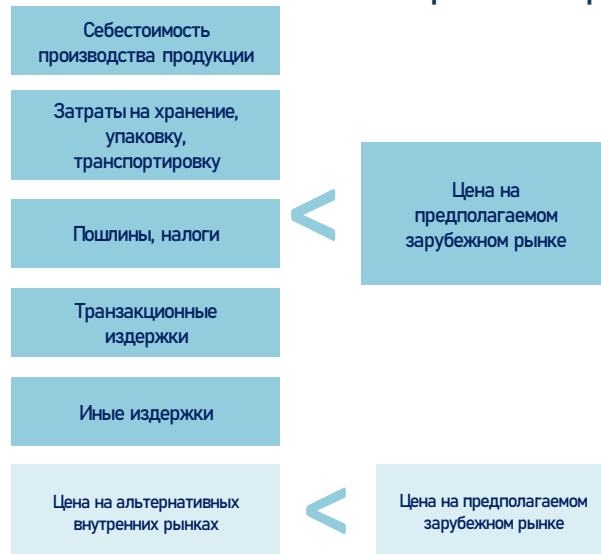 Себестоимость
производства продукции
Затраты на хранение,
упаковку,
транспортировку
Пошлины, налоги
Транзакционные
издержки
Иные издержки
<
Цена на
предполагаемом
зарубежном рынке
Цена на альтернативных
внутренних рынках
<
Цена на предполагаемом
зарубежном рынке